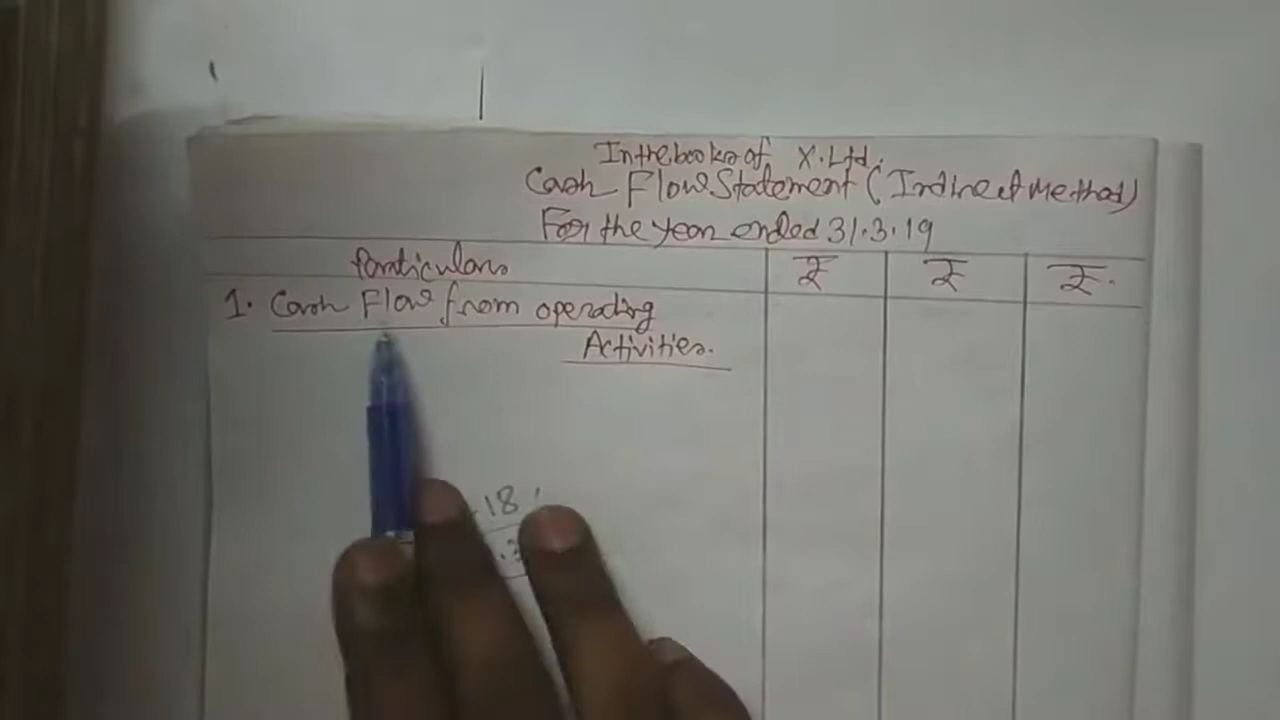 In the books of X. Ltd.
Cash Flow Statement (Indirect Method)
For the year ended 31.3.19
Particulars ₹ ₹ ₹.
1. Cash Flow from operating
Activities.
18